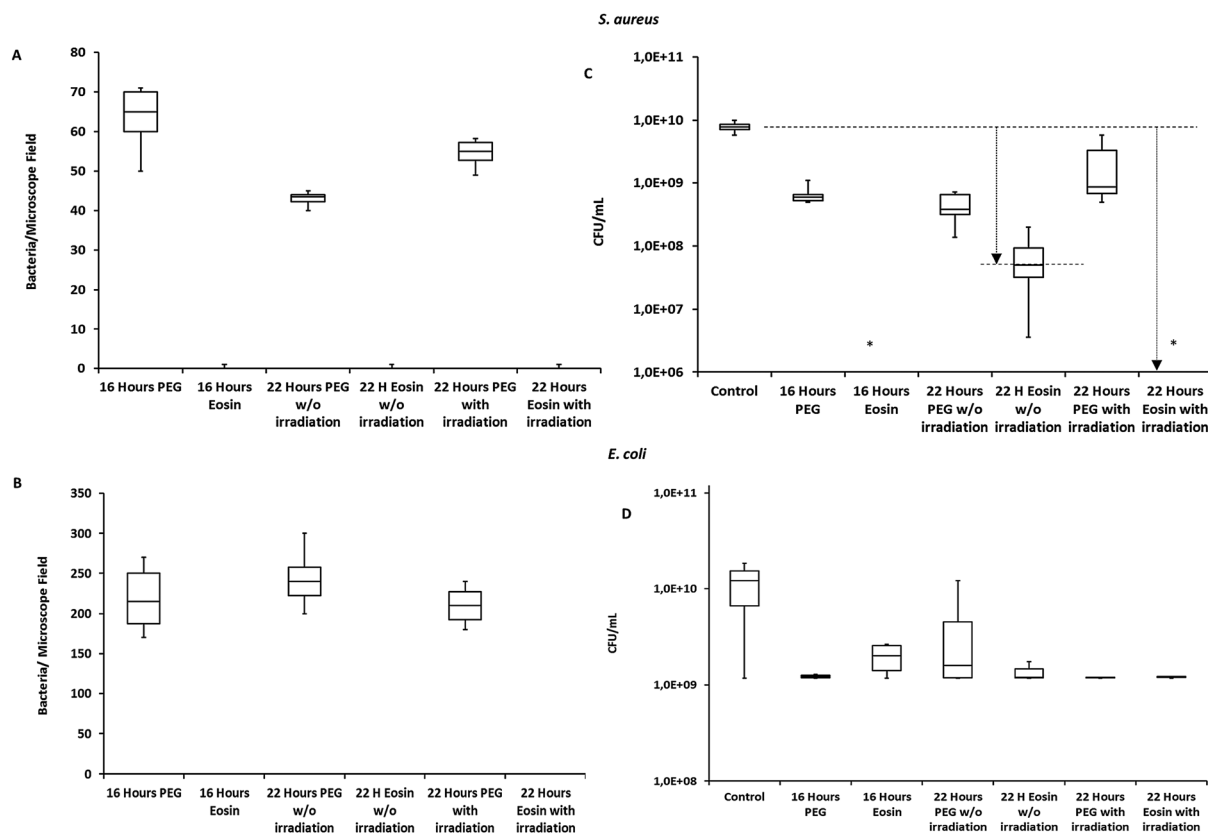 S. aureus
A
80
70
60
50
40
30
20
10
0
Bacteria/Microscope Field
16 Hours PEG
16 Hours
Eosin
22 Hours PEG
w/o
irradiation
22 H Eosin
w/o
irradiation
22 Hours PEG
with
irradiation
22 Hours
Eosin with
irradiation
C
1,0E+11
1,0E+10
1,0E+09
1,0E+08
1,0E+07
1,0E+06
CFU/mL
*
*
Control
16 Hours
PEG
16 Hours
Eosin
22 Hours
PEG w/o
irradiation
22 H
Eosin w/o
irradiation
22 Hours
PEG with
irradiation
22 Hours
Eosin with
irradiation
E. coli
B
350
300
250
200
150
100
50
0
Bacteria/ Microscope Field
16 Hours PEG
16 Hours
Eosin
22 Hours PEG
w/o
irradiation
22 H Eosin
w/o
irradiation
22 Hours PEG
with
irradiation
22 Hours
Eosin with
irradiation
D
1,0E+11
1,0E+10
1,0E+09
1,0E+08
CFU/mL
Control
16 Hours
PEG
16 Hours
Eosin
22 Hours
PEG w/o
irradiation
22 H Eosin
w/o
irradiation
22 Hours
PEG with
irradiation
22 Hours
Eosin with
irradiation